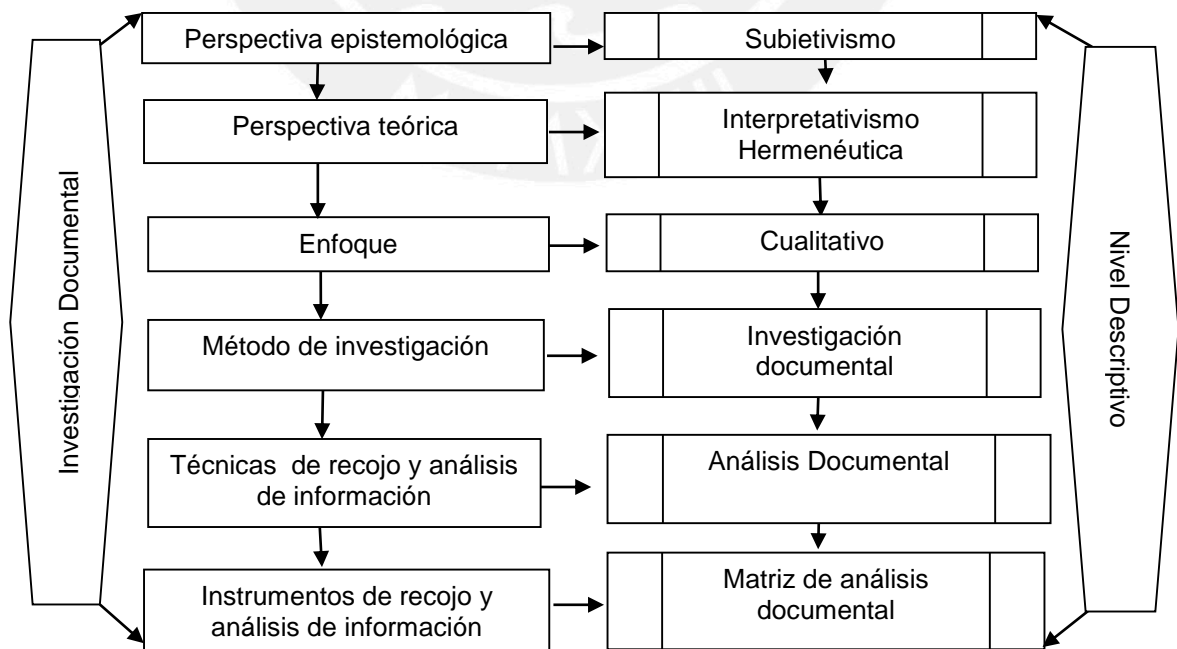 Investigación Documental
Perspectiva epistemológica
Subjetivismo
Perspectiva teórica
Interpretativismo
Hermenéutica
Enfoque
Cualitativo
Método de investigación
Investigación
documental
Técnicas de recojo y análisis
de información
Análisis Documental
Instrumentos de recojo y
análisis de información
Matriz de análisis
documental
Nivel Descriptivo